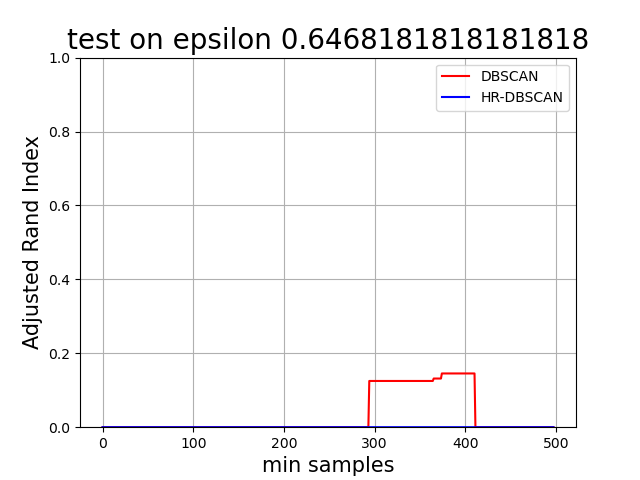 test on epsilon 0.6468181818181818
DBSCAN
HR-DBSCAN
Adjusted Rand Index
1.0
0.8
0.6
0.4
0.2
0.0
0 100 200 300 400 500
min samples